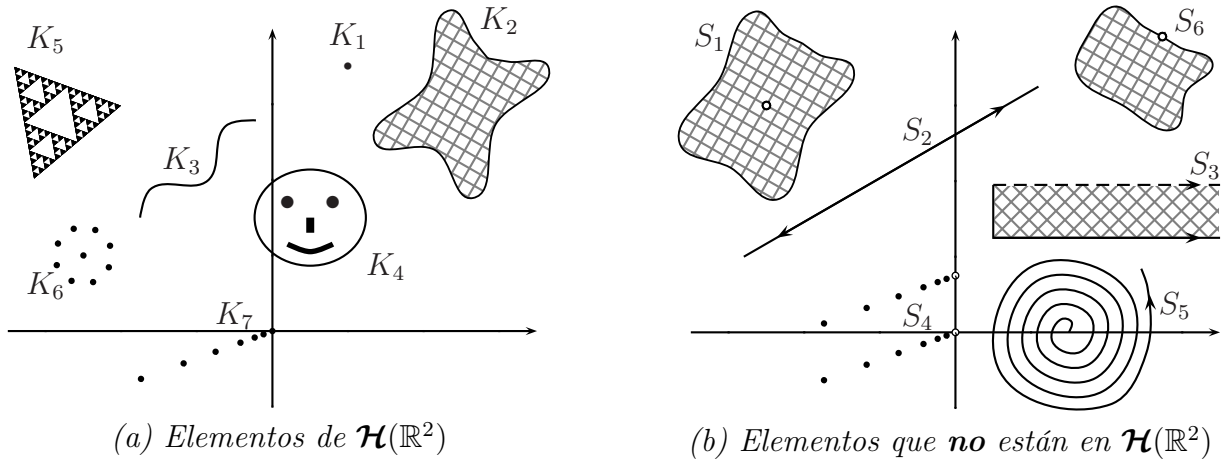 K₅
K₁
K₂
K₃
K₄
K₆
K₇
(a) Elementos de 𝓗(ℝ²)
S₁
S₆
S₂
S₃
S₄
S₅
(b) Elementos que no están en 𝓗(ℝ²)